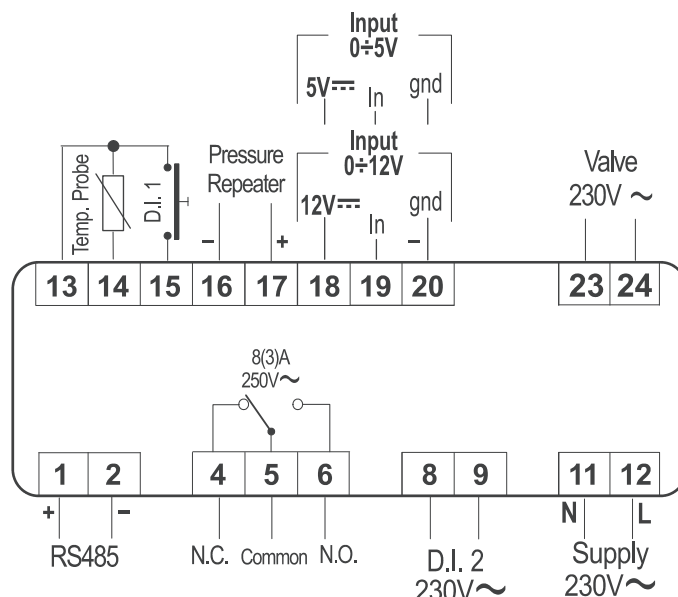 Input
0÷5V
5V⎓ In gnd
Input
0÷12V
12V⎓ In gnd
–
Temp. Probe
D.I. 1
Pressure
Repeater
– +
Valve
230V ~
13 14 15 16 17 18 19 20 23 24
8(3)A
250V~
1 2 4 5 6 8 9 11 12
+ – N L
RS485 N.C. Common N.O. D.I. 2 Supply
230V~ 230V~